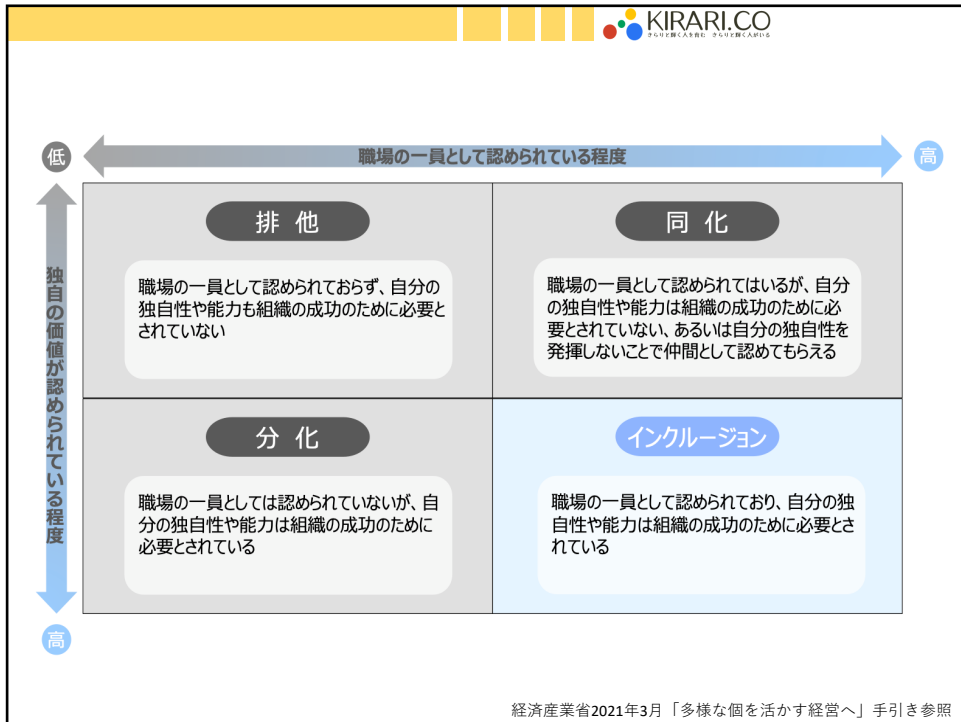 KIRARI.CO
きらりと輝く人を育む きらりと輝く人がいる
低
職場の一員として認められている程度
高
独自の価値が認められている程度
高
排 他
職場の一員として認められておらず、自分の
独自性や能力も組織の成功のために必要と
されていない
同 化
職場の一員として認められてはいるが、自分
の独自性や能力は組織の成功のために必
要とされていない、あるいは自分の独自性を
発揮しないことで仲間として認めてもらえる
分 化
職場の一員としては認められていないが、自
分の独自性や能力は組織の成功のために
必要とされている
インクルージョン
職場の一員として認められており、自分の独
自性や能力は組織の成功のために必要とさ
れている
経済産業省2021年3月「多様な個を活かす経営へ」手引き参照